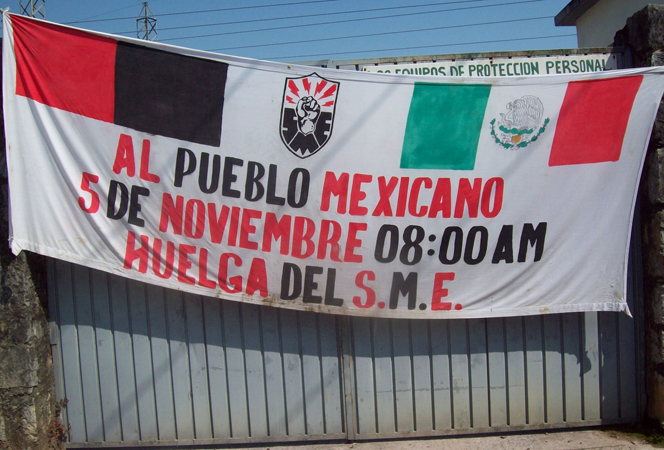 EQUIPOS DE PROTECCION PERSONAL
AL PUEBLO MEXICANO
5 DE NOVIEMBRE 08:00 AM
HUELGA DEL S.M.E.